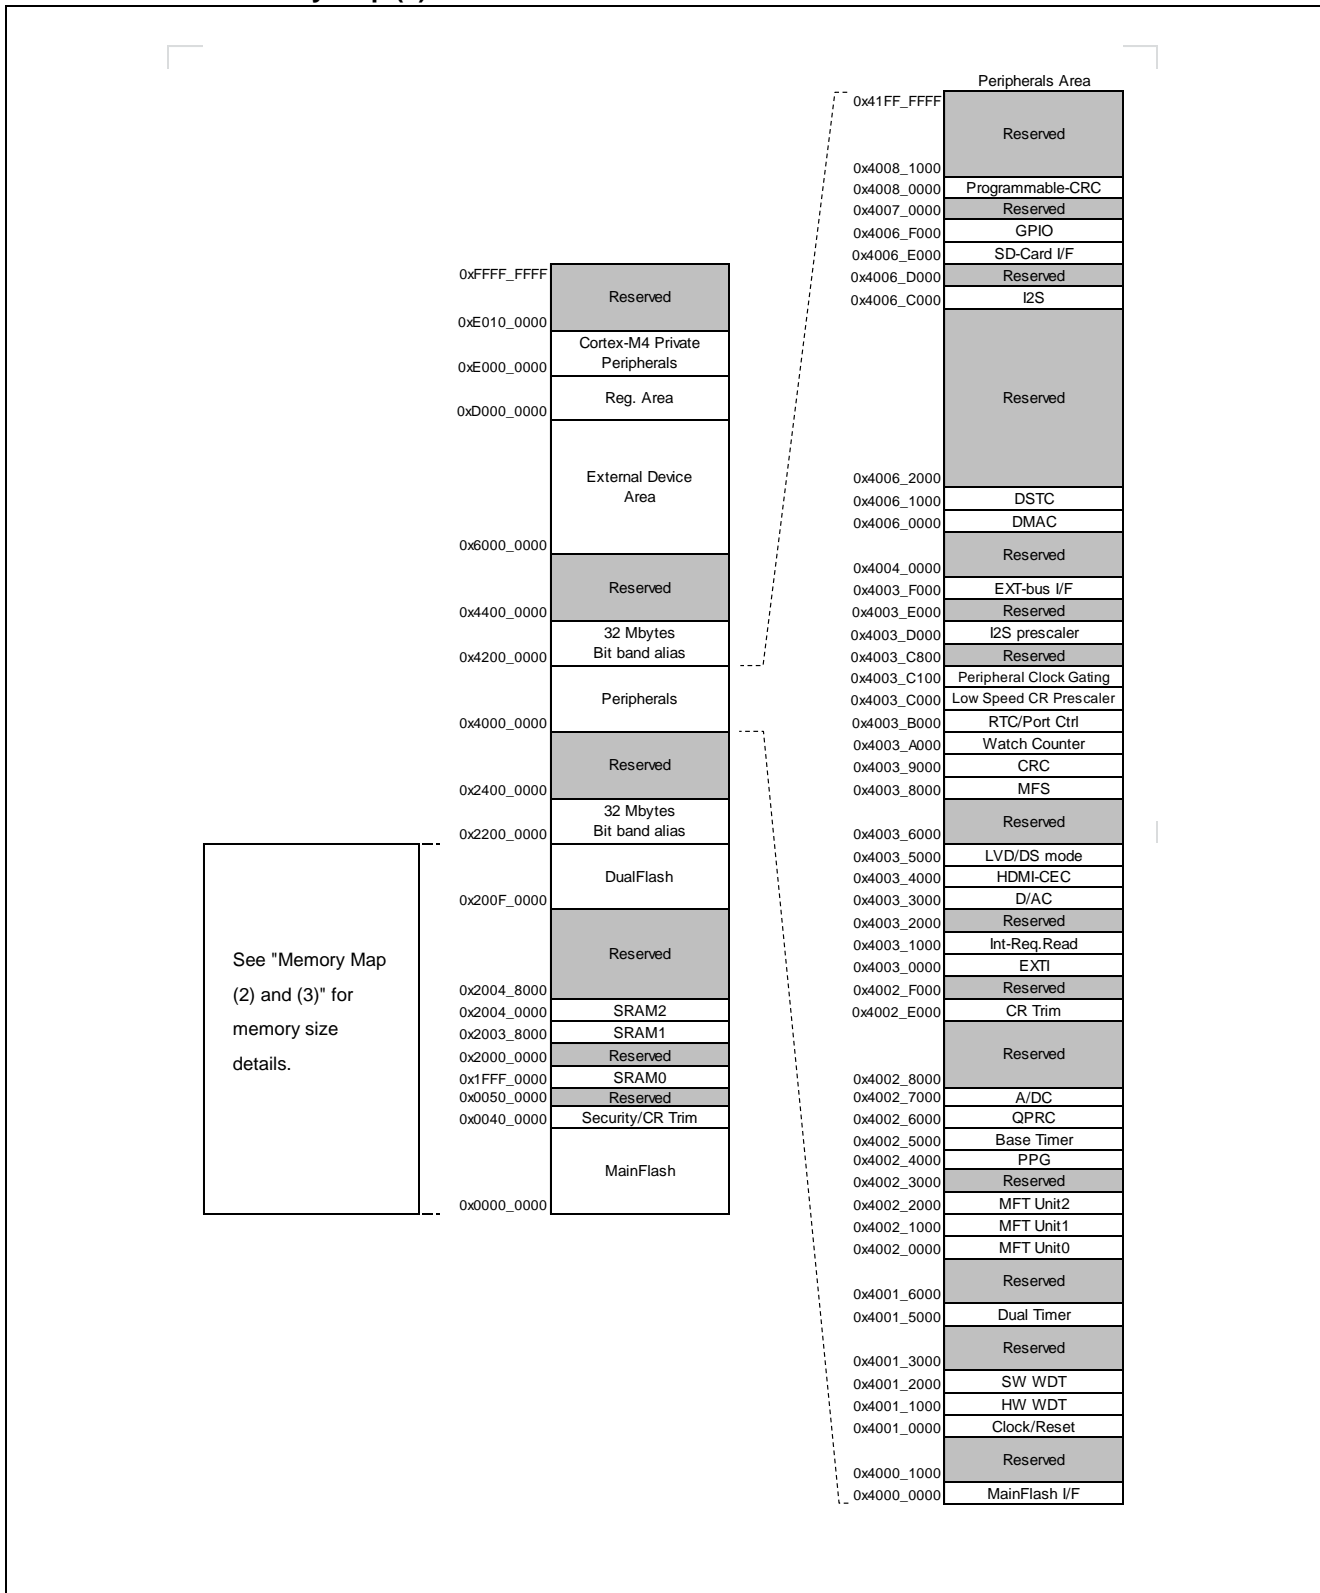 Peripherals Area
0x41FF_FFFF
Reserved
0x4008_1000
0x4008_0000 Programmable-CRC
0x4007_0000 Reserved
0x4006_F000 GPIO
0x4006_E000 SD-Card I/F
0x4006_D000 Reserved
0x4006_C000 I2S
Reserved
0x4006_2000
0x4006_1000 DSTC
0x4006_0000 DMAC
Reserved
0x4004_0000
0x4003_F000 EXT-bus I/F
0x4003_E000 Reserved
0x4003_D000 I2S prescaler
0x4003_C800 Reserved
0x4003_C100 Peripheral Clock Gating
0x4003_C000 Low Speed CR Prescaler
0x4003_B000 RTC/Port Ctrl
0x4003_A000 Watch Counter
0x4003_9000 CRC
0x4003_8000 MFS
Reserved
0x4003_6000
0x4003_5000 LVD/DS mode
0x4003_4000 HDMI-CEC
0x4003_3000 D/AC
0x4003_2000 Reserved
0x4003_1000 Int-Req.Read
0x4003_0000 EXTI
0x4002_F000 Reserved
0x4002_E000 CR Trim
Reserved
0x4002_8000
0x4002_7000 A/DC
0x4002_6000 QPRC
0x4002_5000 Base Timer
0x4002_4000 PPG
0x4002_3000 Reserved
0x4002_2000 MFT Unit2
0x4002_1000 MFT Unit1
0x4002_0000 MFT Unit0
Reserved
0x4001_6000
0x4001_5000 Dual Timer
Reserved
0x4001_3000
0x4001_2000 SW WDT
0x4001_1000 HW WDT
0x4001_0000 Clock/Reset
Reserved
0x4000_1000
0x4000_0000 MainFlash I/F
0xFFFF_FFFF
Reserved
0xE010_0000
Cortex-M4 Private
Peripherals
0xE000_0000
Reg. Area
0xD000_0000
External Device
Area
0x6000_0000
Reserved
0x4400_0000
32 Mbytes
Bit band alias
0x4200_0000
Peripherals
0x4000_0000
Reserved
0x2400_0000
32 Mbytes
Bit band alias
0x2200_0000
DualFlash
0x200F_0000
Reserved
0x2004_8000
0x2004_0000 SRAM2
0x2003_8000 SRAM1
0x2000_0000 Reserved
0x1FFF_0000 SRAM0
0x0050_0000 Reserved
0x0040_0000 Security/CR Trim
MainFlash
0x0000_0000
See "Memory Map
(2) and (3)" for
memory size
details.